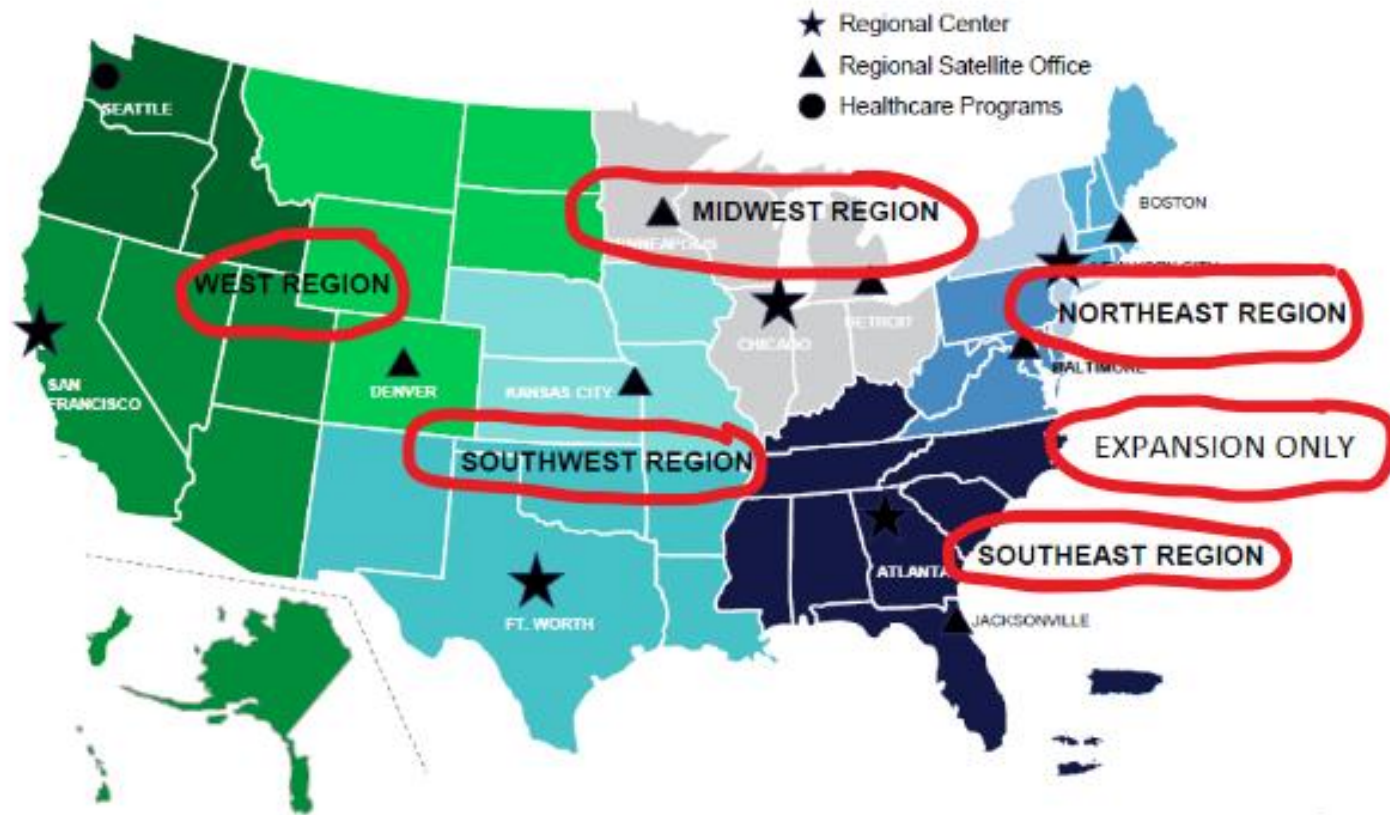 Regional Center
Regional Satellite Office
Healthcare Programs
SEATTLE
BOSTON
MIDWEST REGION
WEST REGION
NORTHEAST REGION
DETROIT
CHICAGO
BALTIMORE
SAN
FRANCISCO
DENVER
KANSAS CITY
EXPANSION ONLY
SOUTHWEST REGION
SOUTHEAST REGION
ATLANTA
FT. WORTH
JACKSONVILLE